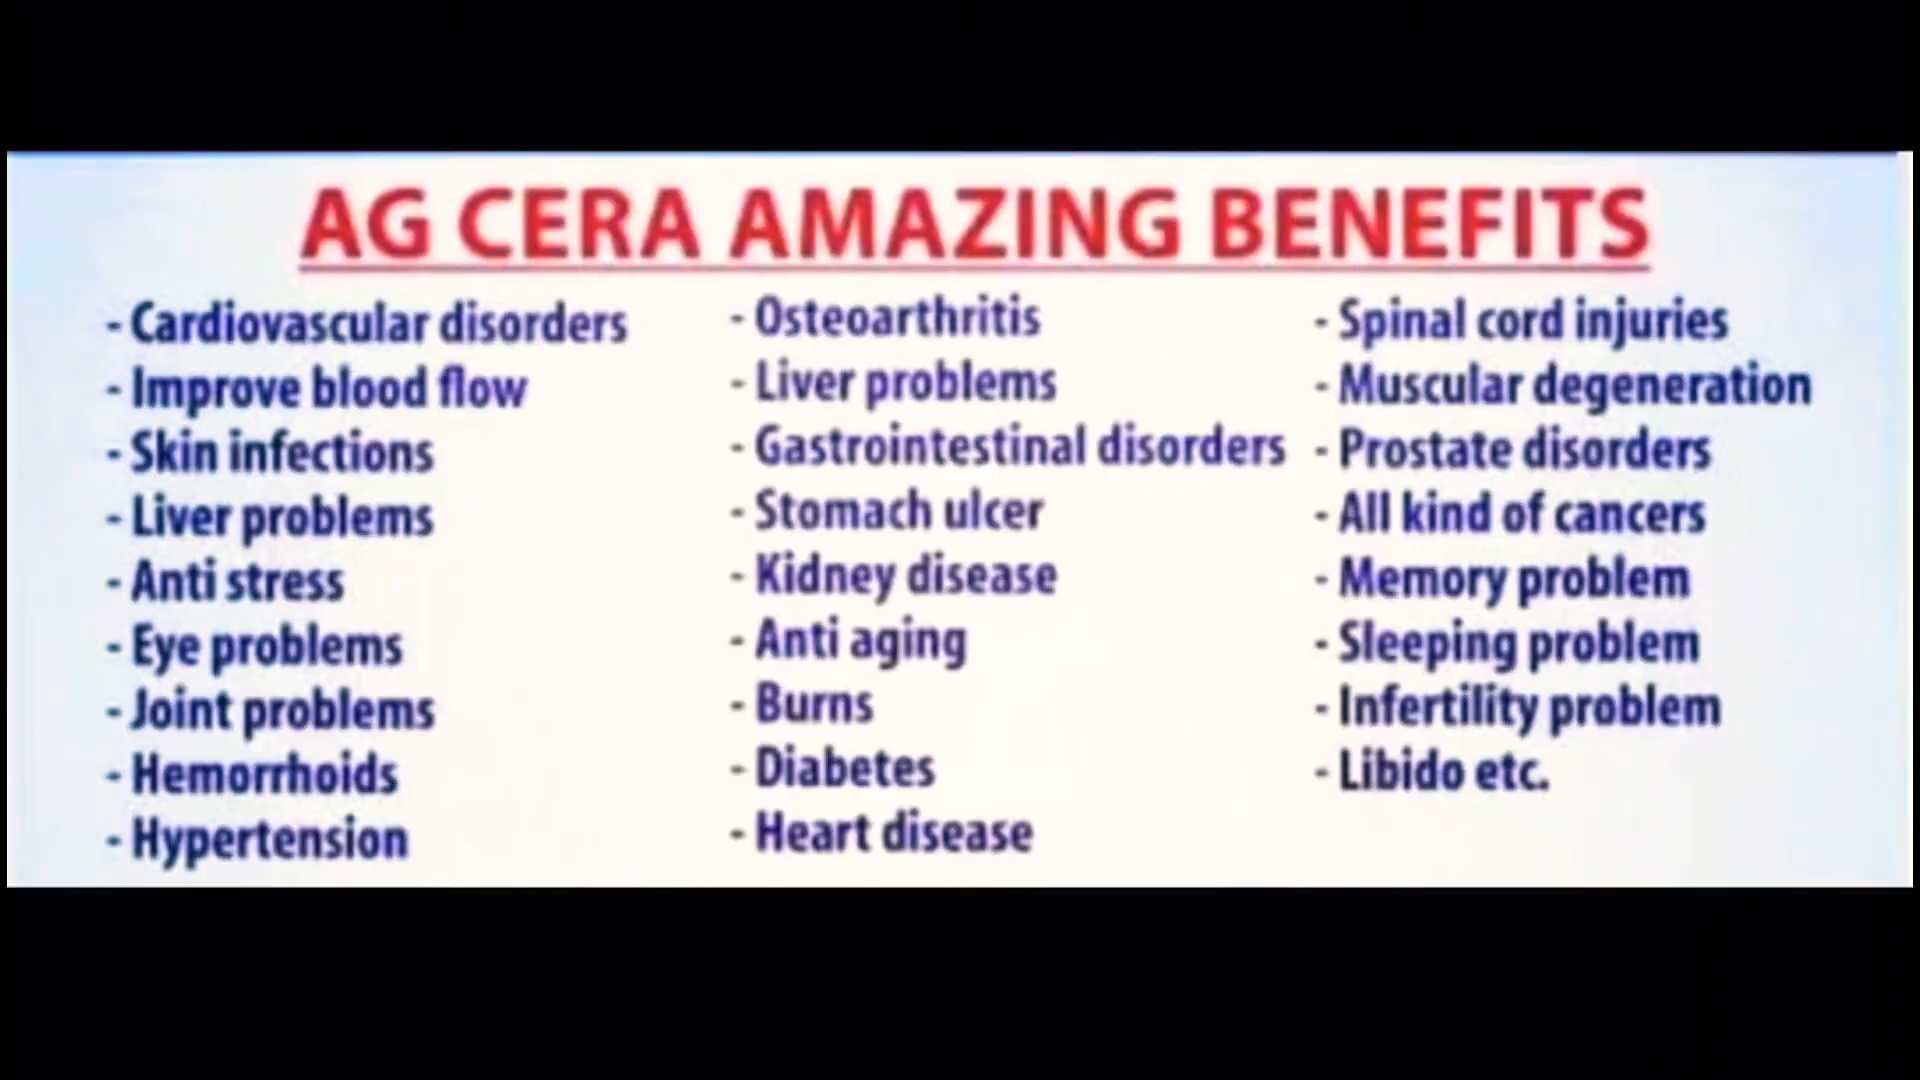 AG CERA AMAZING BENEFITS
- Cardiovascular disorders
- Improve blood flow
- Skin infections
- Liver problems
- Anti stress
- Eye problems
- Joint problems
- Hemorrhoids
- Hypertension
- Osteoarthritis
- Liver problems
- Gastrointestinal disorders
- Stomach ulcer
- Kidney disease
- Anti aging
- Burns
- Diabetes
- Heart disease
- Spinal cord injuries
- Muscular degeneration
- Prostate disorders
- All kind of cancers
- Memory problem
- Sleeping problem
- Infertility problem
- Libido etc.